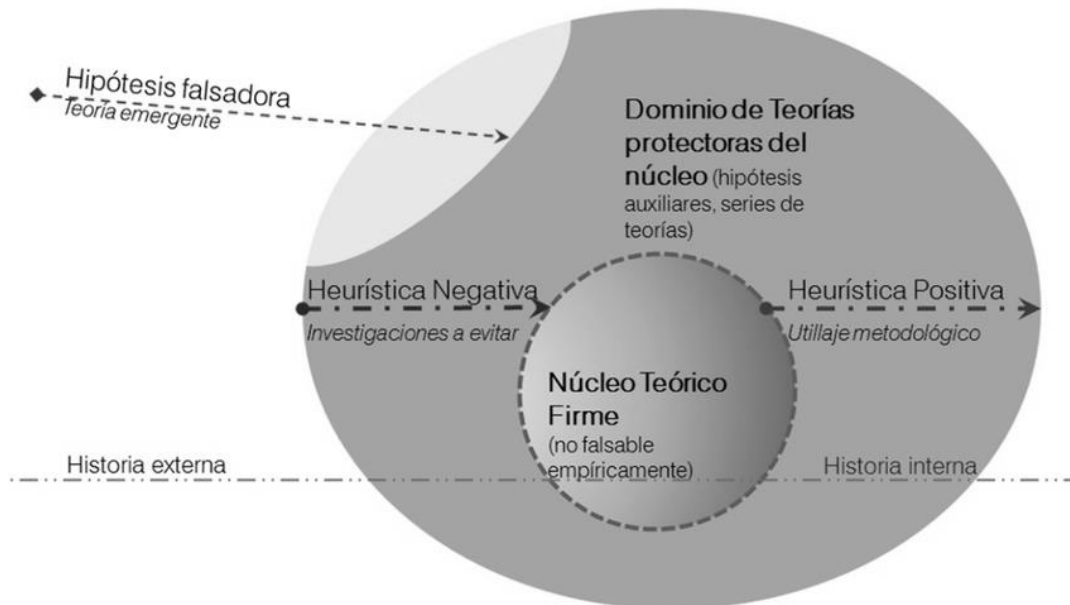 Hipótesis falsadora
Teoría emergente
Dominio de Teorías
protectoras del
núcleo (hipótesis
auxiliares, series de
teorías)
Heurística Negativa
Investigaciones a evitar
Heurística Positiva
Utillaje metodológico
Núcleo Teórico
Firme
(no falsable
empíricamente)
Historia externa
Historia interna